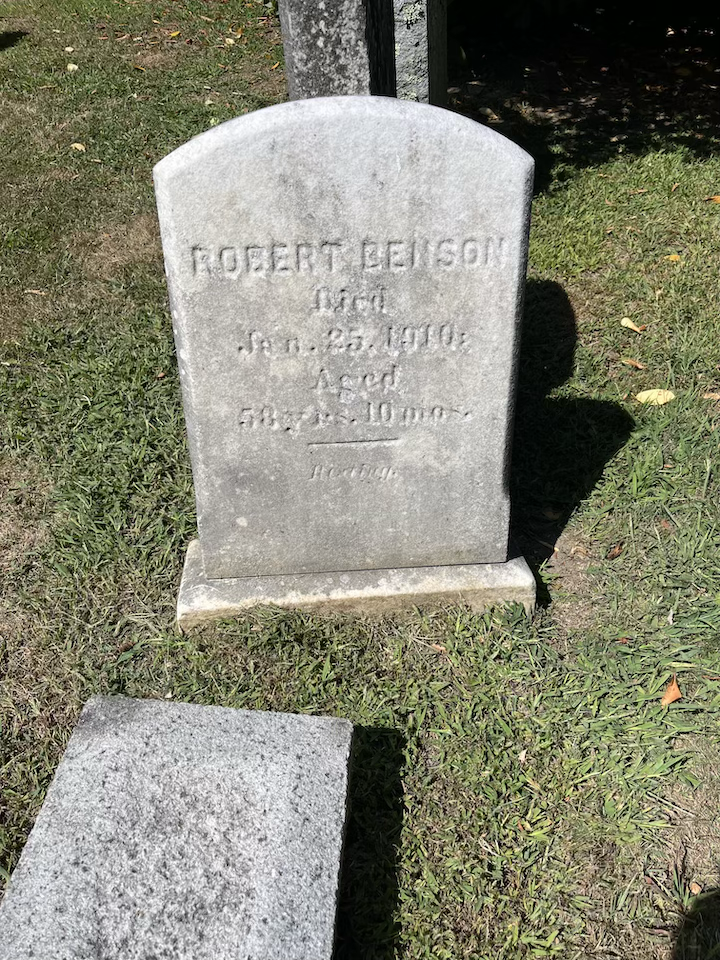 ROBERT BENSON
Died
Jan. 25, 1910;
Aged
58 yrs. 10 mos.